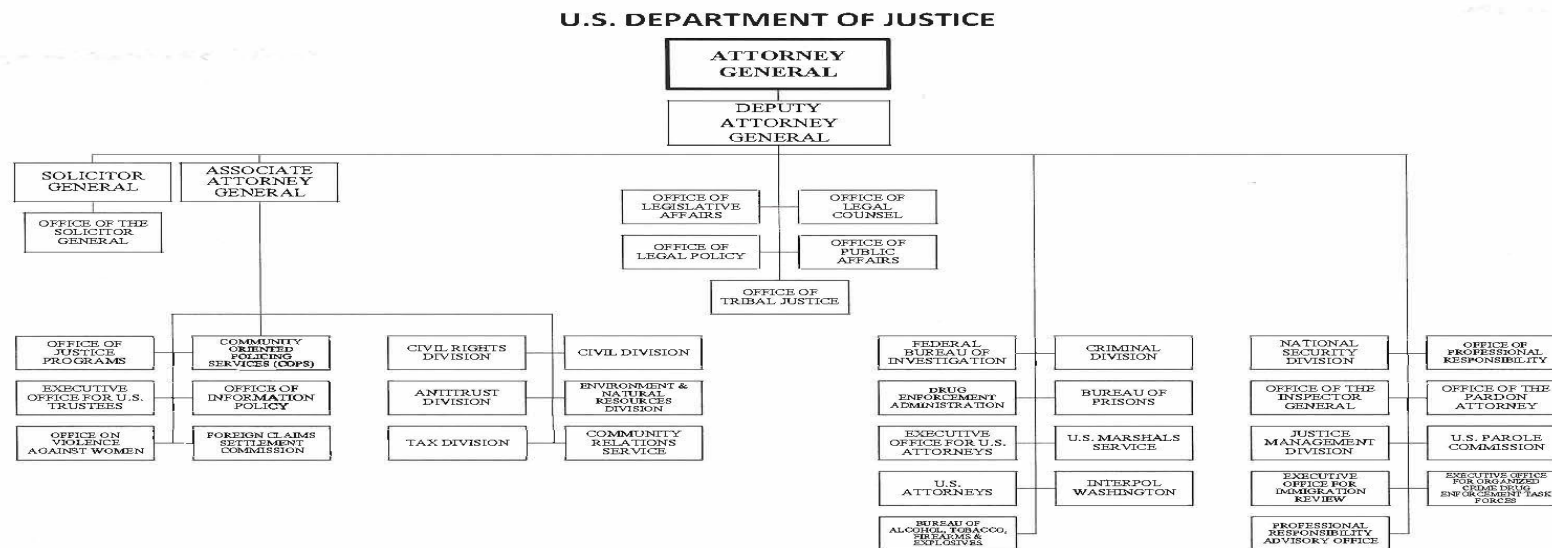 U.S. DEPARTMENT OF JUSTICE
ATTORNEY
GENERAL
DEPUTY
ATTORNEY
GENERAL
SOLICITOR
GENERAL
ASSOCIATE
ATTORNEY
GENERAL
OFFICE OF THE
SOLICITOR
GENERAL
OFFICE OF
LEGISLATIVE
AFFAIRS
OFFICE OF
LEGAL
COUNSEL
OFFICE OF
LEGAL POLICY
OFFICE OF
PUBLIC
AFFAIRS
OFFICE OF
TRIBAL JUSTICE
OFFICE OF
JUSTICE
PROGRAMS
COMMUNITY
ORIENTED
POLICING
SERVICES (COPS)
CIVIL RIGHTS
DIVISION
CIVIL DIVISION
FEDERAL
BUREAU OF
INVESTIGATION
CRIMINAL
DIVISION
NATIONAL
SECURITY
DIVISION
OFFICE OF
PROFESSIONAL
RESPONSIBILITY
EXECUTIVE
OFFICE FOR U.S.
TRUSTEES
OFFICE OF
INFORMATION
POLICY
ANTITRUST
DIVISION
ENVIRONMENT &
NATURAL
RESOURCES
DIVISION
DRUG
ENFORCEMENT
ADMINISTRATION
BUREAU OF
PRISONS
OFFICE OF THE
INSPECTOR
GENERAL
OFFICE OF THE
PARDON
ATTORNEY
OFFICE ON
VIOLENCE
AGAINST WOMEN
FOREIGN CLAIMS
SETTLEMENT
COMMISSION
TAX DIVISION
COMMUNITY
RELATIONS
SERVICE
EXECUTIVE
OFFICE FOR U.S.
ATTORNEYS
U.S. MARSHALS
SERVICE
JUSTICE
MANAGEMENT
DIVISION
U.S. PAROLE
COMMISSION
U.S.
ATTORNEYS
INTERPOL
WASHINGTON
EXECUTIVE
OFFICE FOR
IMMIGRATION
REVIEW
EXECUTIVE OFFICE
FOR ORGANIZED
CRIME DRUG
ENFORCEMENT TASK
FORCES
BUREAU OF
ALCOHOL, TOBACCO,
FIREARMS &
EXPLOSIVES
PROFESSIONAL
RESPONSIBILITY
ADVISORY OFFICE